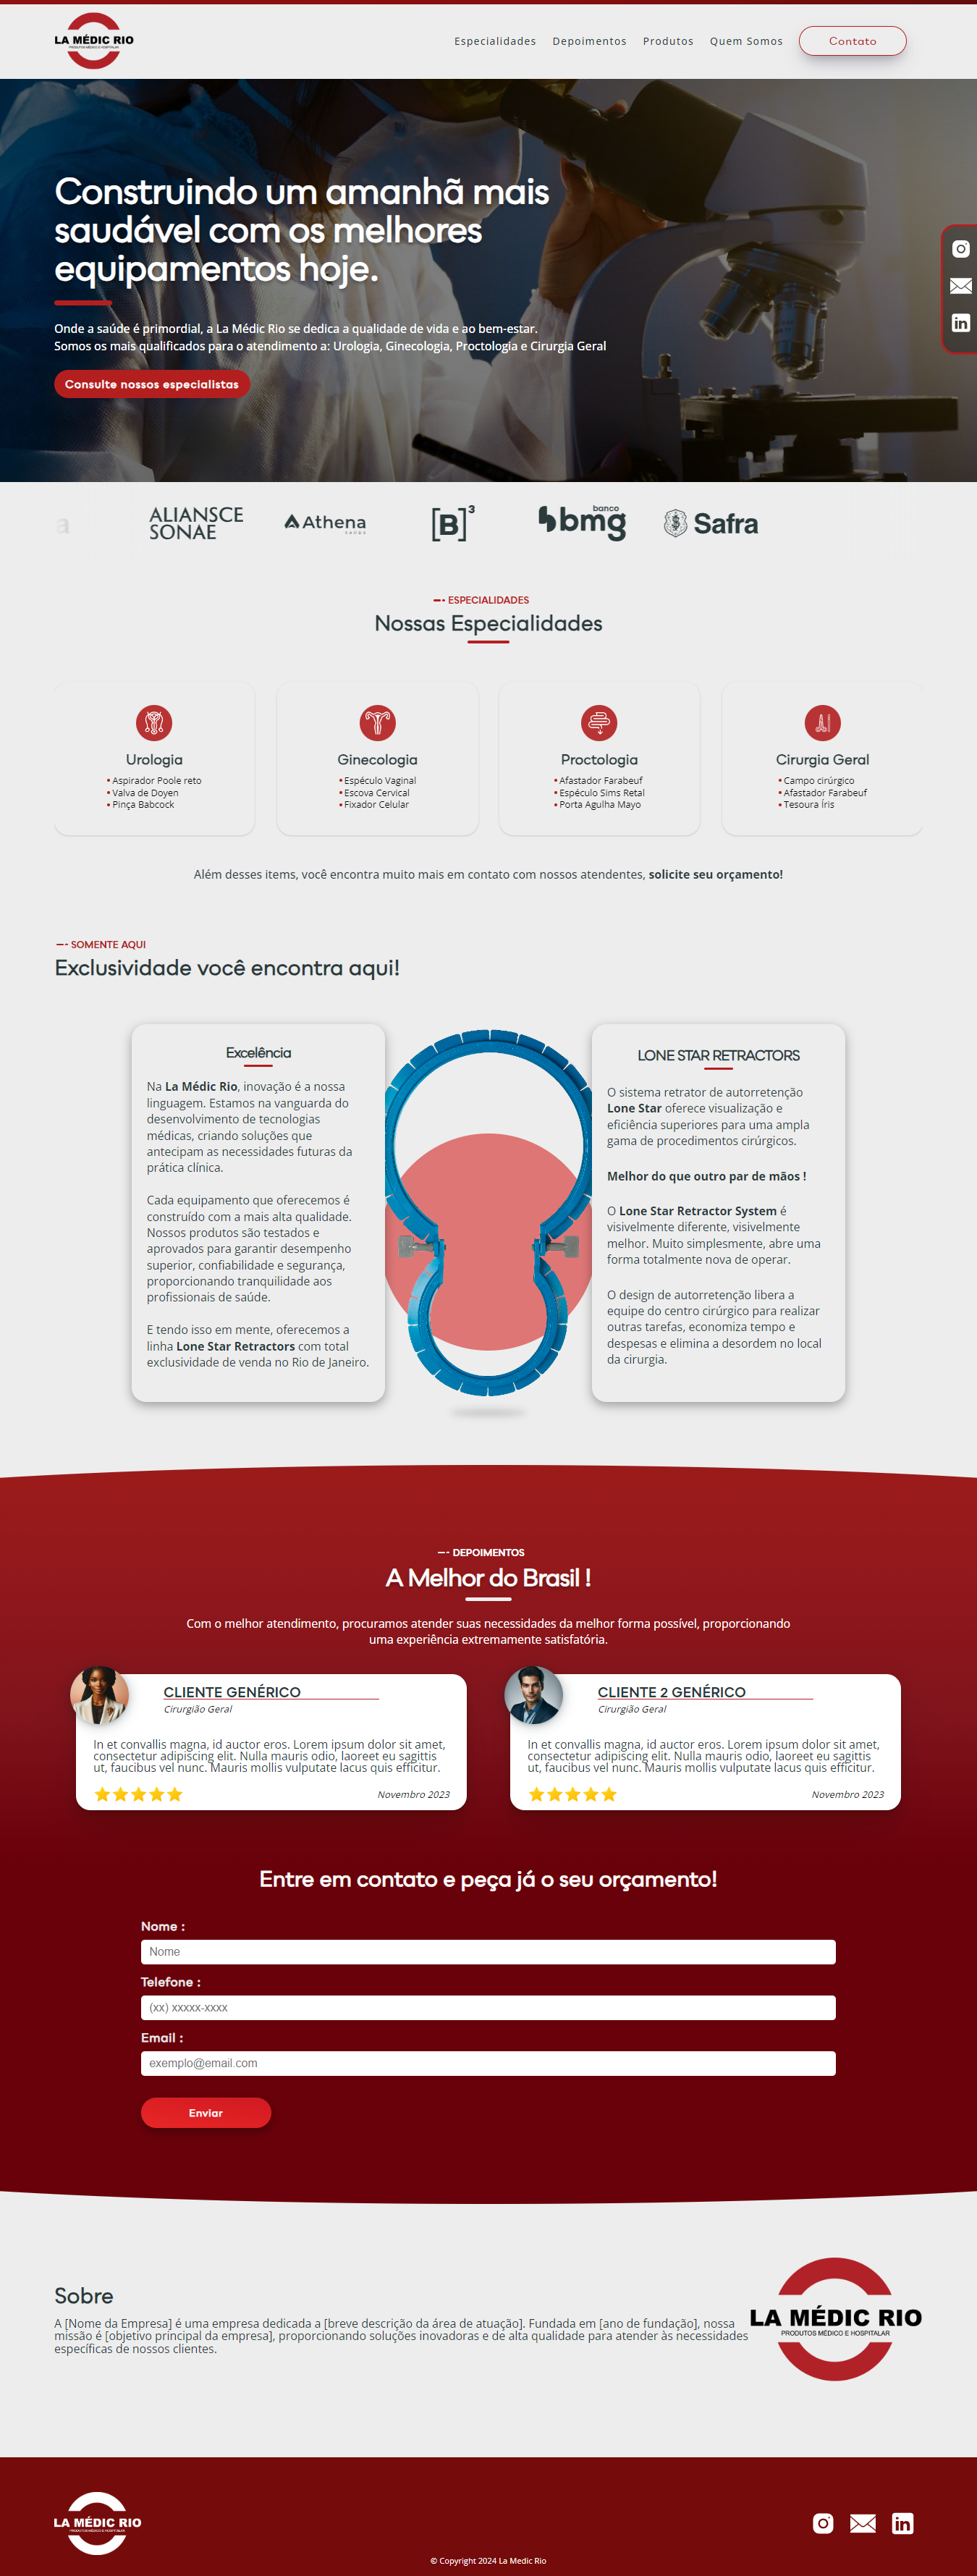 LA MÉDIC RIO
PRODUTOS MÉDICO E HOSPITALAR
Especialidades
Depoimentos
Produtos
Quem Somos
Contato
Construindo um amanhã mais
saudável com os melhores
equipamentos hoje.
Onde a saúde é primordial, a La Médic Rio se dedica a qualidade de vida e ao bem-estar.
Somos os mais qualificados para o atendimento a: Urologia, Ginecologia, Proctologia e Cirurgia Geral
Consulte nossos especialistas
a
ALIANSCE
SONAE
Athena
SAÚDE
[B]³
banco
bmg
Safra
ESPECIALIDADES
Nossas Especialidades
Urologia
• Aspirador Poole reto
• Valva de Doyen
• Pinça Babcock
Ginecologia
• Espéculo Vaginal
• Escova Cervical
• Fixador Celular
Proctologia
• Afastador Farabeuf
• Espéculo Sims Retal
• Porta Agulha Mayo
Cirurgia Geral
• Campo cirúrgico
• Afastador Farabeuf
• Tesoura Íris
Além desses items, você encontra muito mais em contato com nossos atendentes, solicite seu orçamento!
SOMENTE AQUI
Exclusividade você encontra aqui!
Excelência
Na La Médic Rio, inovação é a nossa
linguagem. Estamos na vanguarda do
desenvolvimento de tecnologias
médicas, criando soluções que
antecipam as necessidades futuras da
prática clínica.
Cada equipamento que oferecemos é
construído com a mais alta qualidade.
Nossos produtos são testados e
aprovados para garantir desempenho
superior, confiabilidade e segurança,
proporcionando tranquilidade aos
profissionais de saúde.
E tendo isso em mente, oferecemos a
linha Lone Star Retractors com total
exclusividade de venda no Rio de Janeiro.
LONE STAR RETRACTORS
O sistema retrator de autorretenção
Lone Star oferece visualização e
eficiência superiores para uma ampla
gama de procedimentos cirúrgicos.
Melhor do que outro par de mãos !
O Lone Star Retractor System é
visivelmente diferente, visivelmente
melhor. Muito simplesmente, abre uma
forma totalmente nova de operar.
O design de autorretenção libera a
equipe do centro cirúrgico para realizar
outras tarefas, economiza tempo e
despesas e elimina a desordem no local
da cirurgia.
DEPOIMENTOS
A Melhor do Brasil !
Com o melhor atendimento, procuramos atender suas necessidades da melhor forma possível, proporcionando
uma experiência extremamente satisfatória.
CLIENTE GENÉRICO
Cirurgião Geral
In et convallis magna, id auctor eros. Lorem ipsum dolor sit amet,
consectetur adipiscing elit. Nulla mauris odio, laoreet eu sagittis
ut, faucibus vel nunc. Mauris mollis vulputate lacus quis efficitur.
Novembro 2023
CLIENTE 2 GENÉRICO
Cirurgião Geral
In et convallis magna, id auctor eros. Lorem ipsum dolor sit amet,
consectetur adipiscing elit. Nulla mauris odio, laoreet eu sagittis
ut, faucibus vel nunc. Mauris mollis vulputate lacus quis efficitur.
Novembro 2023
Entre em contato e peça já o seu orçamento!
Nome :
Nome
Telefone :
(xx) xxxxx-xxxx
Email :
exemplo@email.com
Enviar
Sobre
A [Nome da Empresa] é uma empresa dedicada a [breve descrição da área de atuação]. Fundada em [ano de fundação], nossa
missão é [objetivo principal da empresa], proporcionando soluções inovadoras e de alta qualidade para atender às necessidades
específicas de nossos clientes.
LA MÉDIC RIO
PRODUTOS MÉDICO E HOSPITALAR
LA MÉDIC RIO
PRODUTOS MÉDICO E HOSPITALAR
© Copyright 2024 La Medic Rio